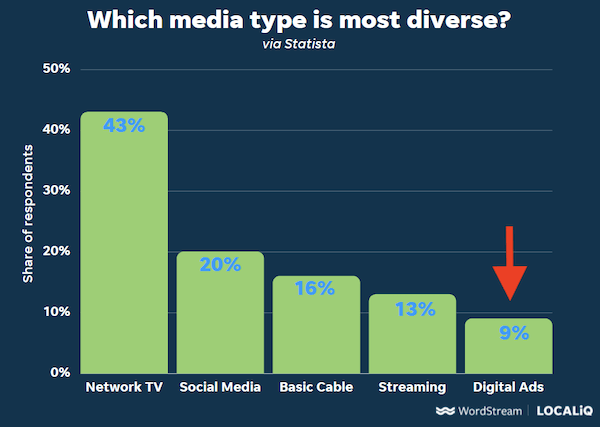 Which media type is most diverse?
via Statista
50%
40%
30%
20%
10%
0%
Share of respondents
43%
20%
16%
13%
9%
Network TV
Social Media
Basic Cable
Streaming
Digital Ads
WordStream | LOCALiQ